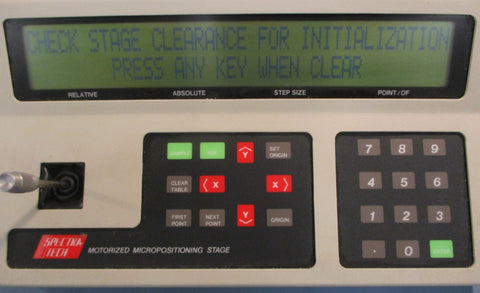 CHECK STAGE CLEARANCE FOR INITIALIZATION
PRESS ANY KEY WHEN CLEAR
RELATIVE ABSOLUTE STEP SIZE POINT/OF
SET
ORIGIN
Y
CLEAR
TABLE
X X
FIRST
POINT
NEXT
POINT
Y
ORIGIN
7 8 9
4 5 6
1 2 3
. 0 ENTER
SPECTRA
TECH
MOTORIZED MICROPOSITIONING STAGE